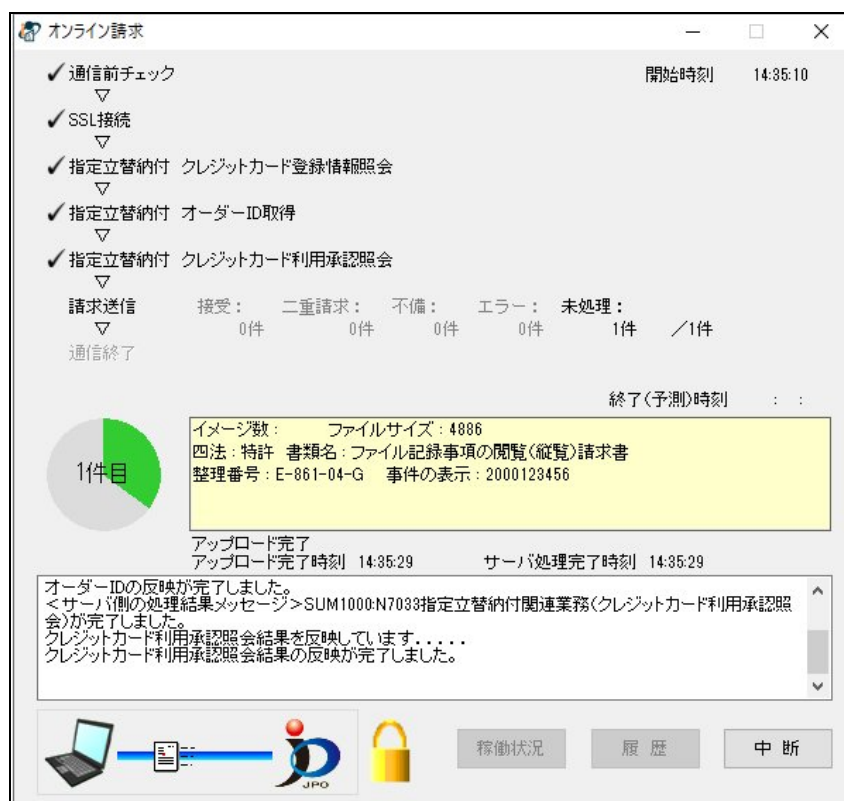 オンライン請求
通信前チェック 開始時刻 14:35:10
SSL接続
指定立替納付 クレジットカード登録情報照会
指定立替納付 オーダーID取得
指定立替納付 クレジットカード利用承認照会
請求送信 接受: 二重請求: 不備: エラー: 未処理:
0件 0件 0件 0件 1件 /1件
通信終了
終了(予測)時刻 : :
イメージ数: ファイルサイズ:4886
四法:特許 書類名:ファイル記録事項の閲覧(縦覧)請求書
1件目
整理番号:E-861-04-G 事件の表示:2000123456
アップロード完了
アップロード完了時刻 14:35:29 サーバ処理完了時刻 14:35:29
オーダーIDの反映が完了しました。
<サーバ側の処理結果メッセージ>SUM1000:N7033指定立替納付関連業務(クレジットカード利用承認照
会)が完了しました。
クレジットカード利用承認照会結果を反映しています.....
クレジットカード利用承認照会結果の反映が完了しました。
JPO
稼働状況 履 歴 中 断